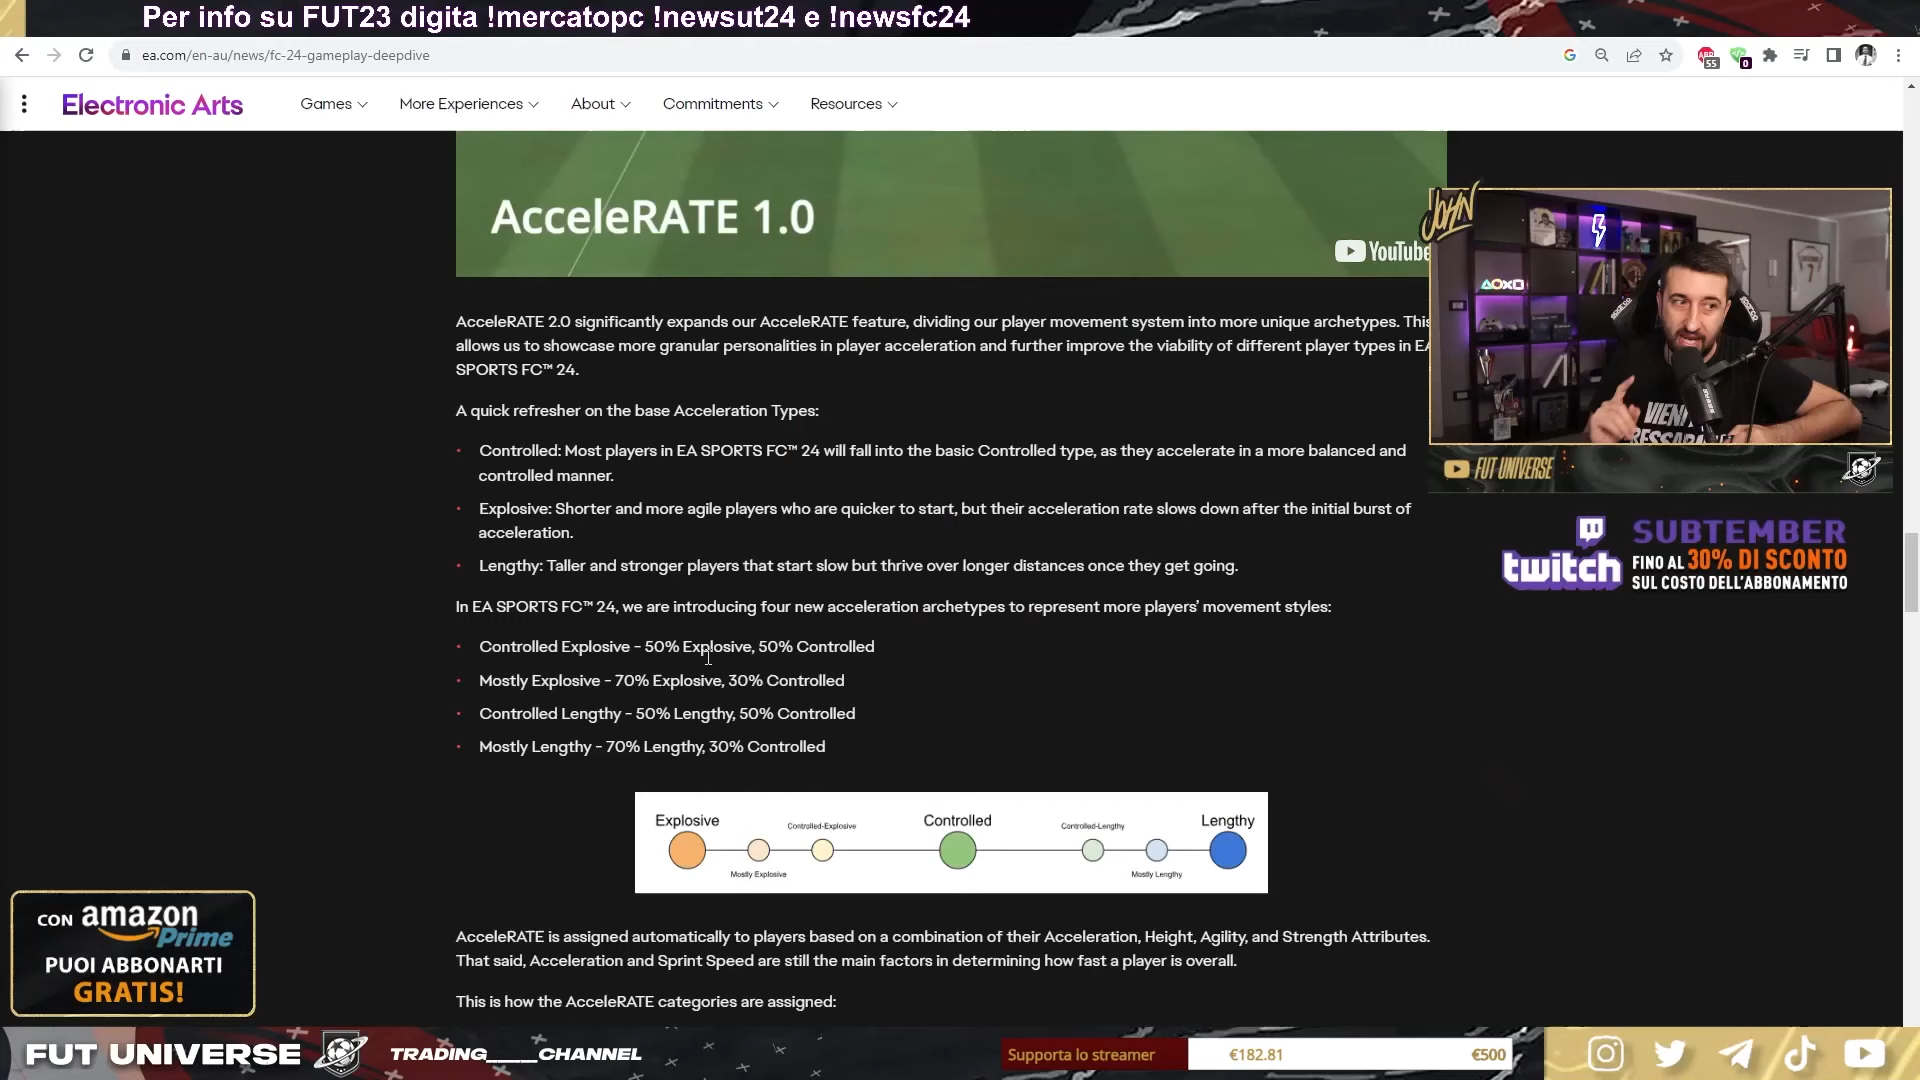 Per info su FUT23 digita !mercatopc !newsut24 e !newsfc24
ea.com/en-au/news/fc-24-gameplay-deepdive
55
0
Electronic Arts
Games
More Experiences
About
Commitments
Resources
AcceleRATE 1.0
YouTube
JOHN
VIENI
FUT UNIVERSE
AcceleRATE 2.0 significantly expands our AcceleRATE feature, dividing our player movement system into more unique archetypes. This
allows us to showcase more granular personalities in player acceleration and further improve the viability of different player types in EA
SPORTS FC™ 24.
A quick refresher on the base Acceleration Types:
• Controlled: Most players in EA SPORTS FC™ 24 will fall into the basic Controlled type, as they accelerate in a more balanced and
controlled manner.
• Explosive: Shorter and more agile players who are quicker to start, but their acceleration rate slows down after the initial burst of
acceleration.
• Lengthy: Taller and stronger players that start slow but thrive over longer distances once they get going.
In EA SPORTS FC™ 24, we are introducing four new acceleration archetypes to represent more players’ movement styles:
• Controlled Explosive - 50% Explosive, 50% Controlled
• Mostly Explosive - 70% Explosive, 30% Controlled
• Controlled Lengthy - 50% Lengthy, 50% Controlled
• Mostly Lengthy - 70% Lengthy, 30% Controlled
twitch
SUBTEMBER
FINO AL 30% DI SCONTO
SUL COSTO DELL'ABBONAMENTO
Explosive
Controlled-Explosive
Controlled
Controlled-Lengthy
Lengthy
Mostly Explosive
Mostly Lengthy
AcceleRATE is assigned automatically to players based on a combination of their Acceleration, Height, Agility, and Strength Attributes.
That said, Acceleration and Sprint Speed are still the main factors in determining how fast a player is overall.
This is how the AcceleRATE categories are assigned:
CON amazon
Prime
PUOI ABBONARTI
GRATIS!
FUT UNIVERSE
TRADING____CHANNEL
Supporta lo streamer
€182.81
€500